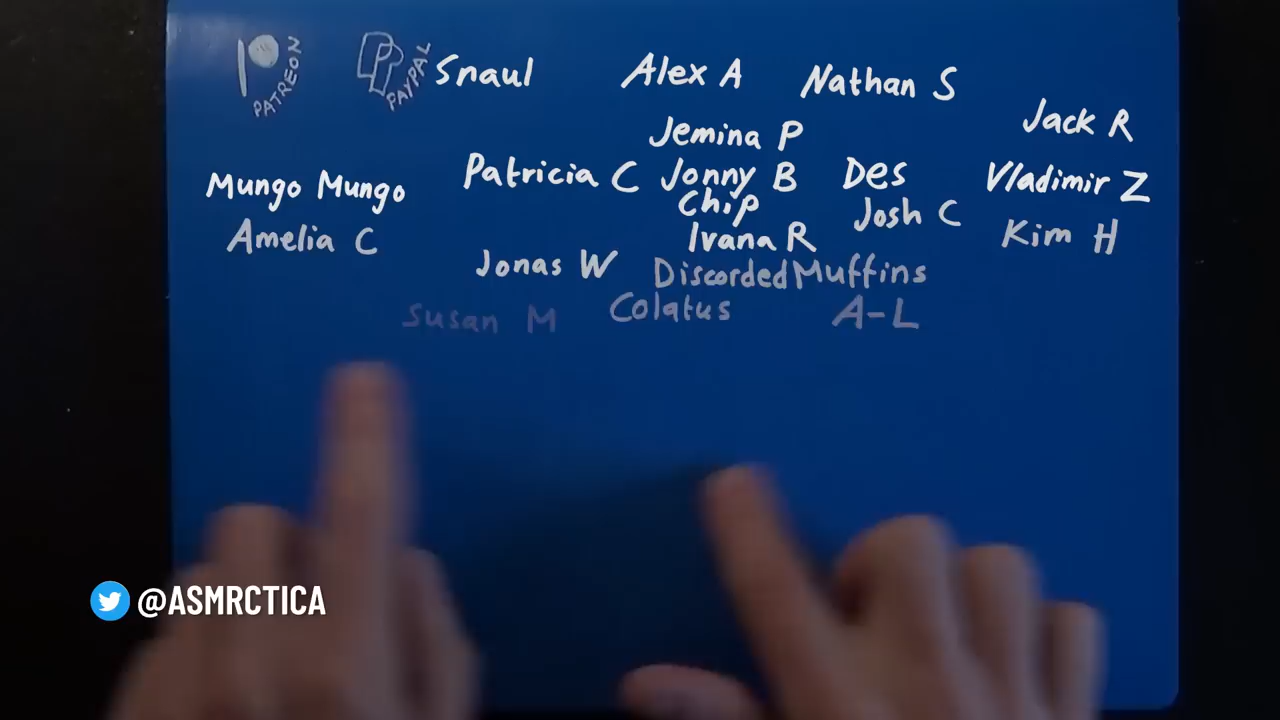 PATREON PAYPAL Snaul Alex A Nathan S
Jack R
Jemina P
Mungo Mungo Patricia C Jonny B Des Vladimir Z
Chip Josh C
Amelia C Ivana R Kim H
Jonas W DiscordedMuffins
Susan M Colatus A-L
@ASMRCTICA